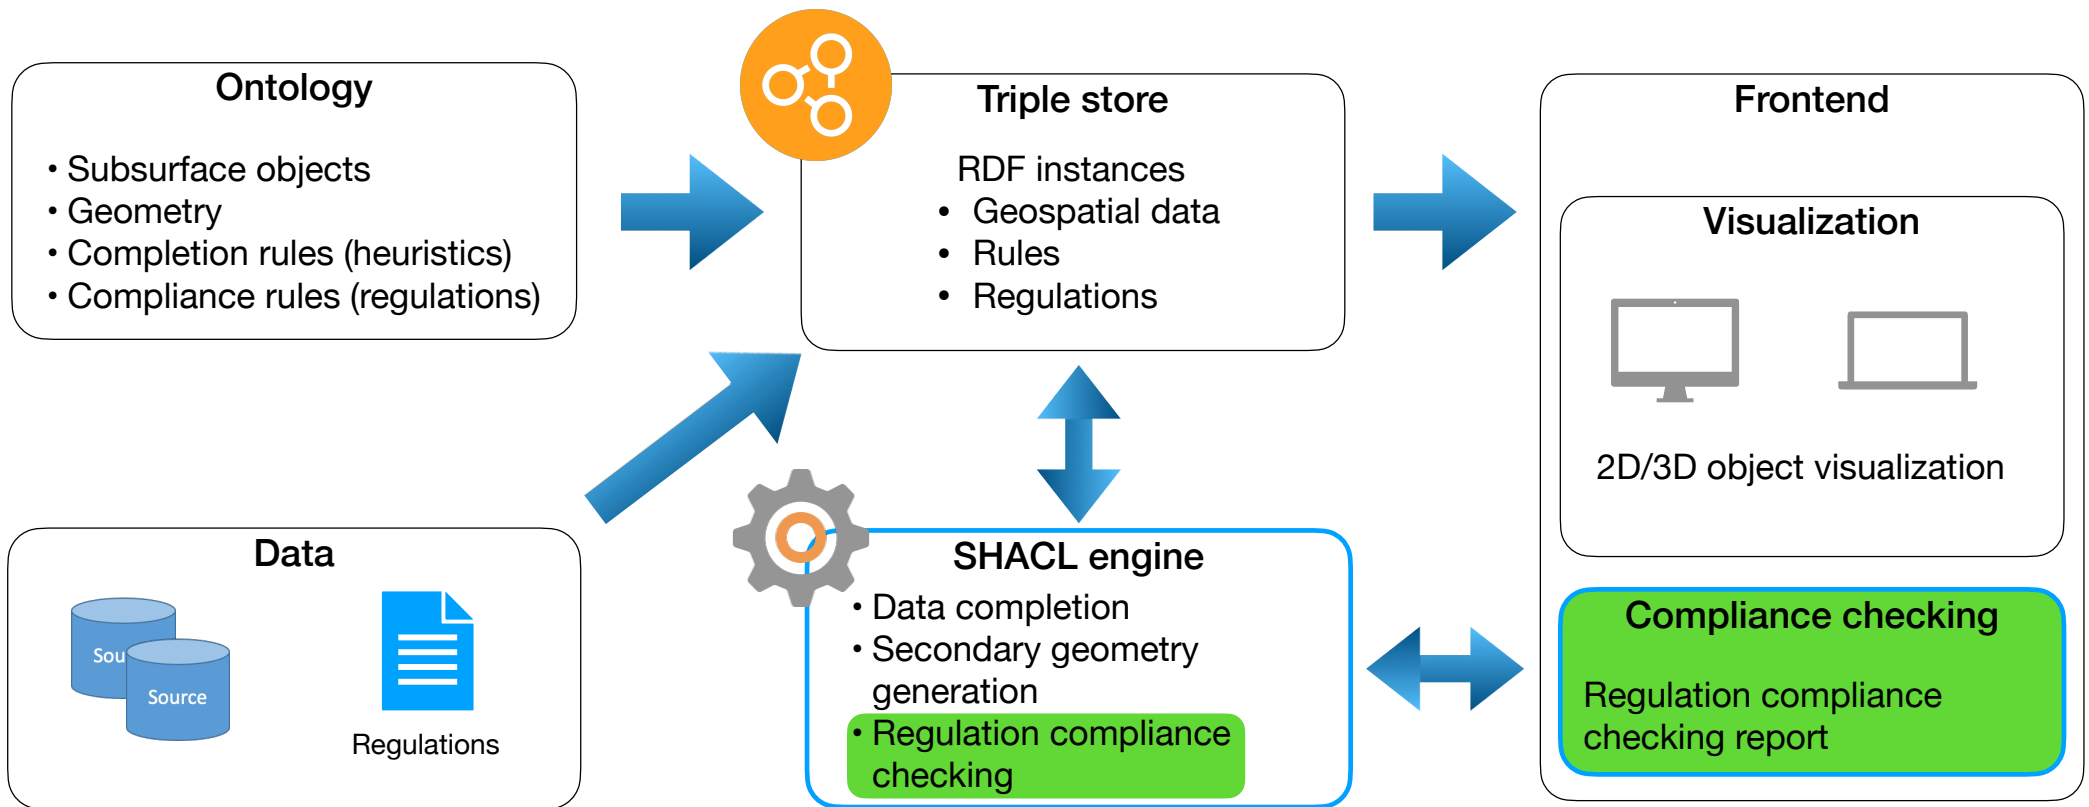 Ontology
• Subsurface objects
• Geometry
• Completion rules (heuristics)
• Compliance rules (regulations)
Triple store
RDF instances
• Geospatial data
• Rules
• Regulations
Frontend
Visualization
2D/3D object visualization
Data
Sou
Source
Regulations
SHACL engine
• Data completion
• Secondary geometry
generation
• Regulation compliance
checking
Compliance checking
Regulation compliance
checking report